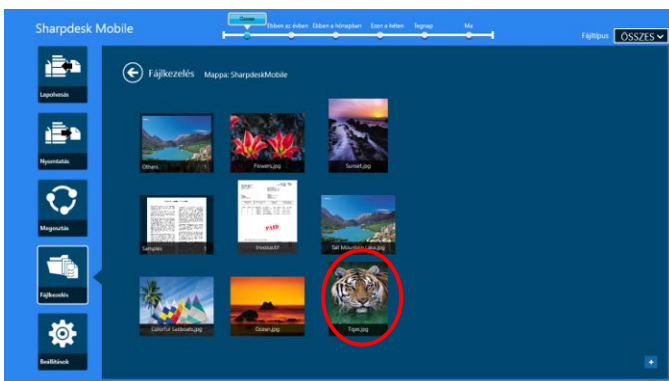 Sharpdesk Mobile
Összes
Ebben az évben
Ebben a hónapban
Ezen a héten
Tegnap
Ma
Fájltípus ÖSSZES
Lapolvasás
Nyomtatás
Megosztás
Fájlkezelés
Beállítások
Fájlkezelés Mappa: SharpdeskMobile
Others 1
Flowers.jpg
Sunset.jpg
Samples 1
Tall Mountain Lake.jpg
PAID
Colorful Sailboats.jpg
Ocean.jpg
Tiger.jpg